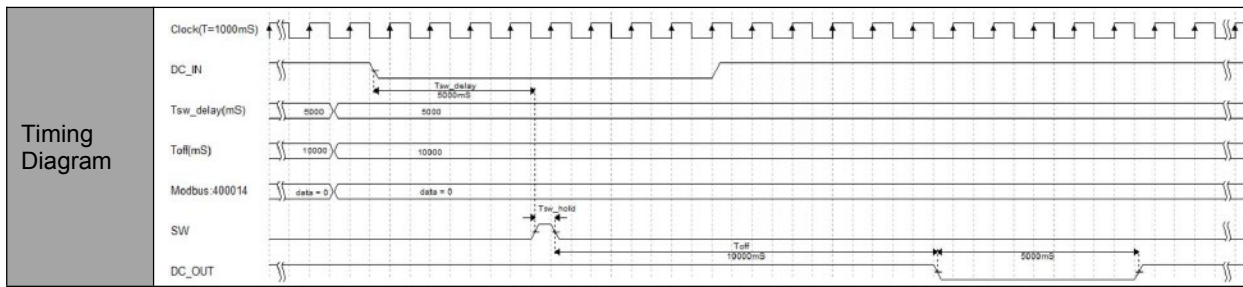 Timing
Diagram
Clock(T=1000mS)
DC_IN
Tsw_delay
5000mS
Tsw_delay(mS)
5000
5000
Toff(mS)
10000
10000
Modbus:400014
data = 0
data = 0
Tsw_hold
SW
Toff
10000mS
5000mS
DC_OUT